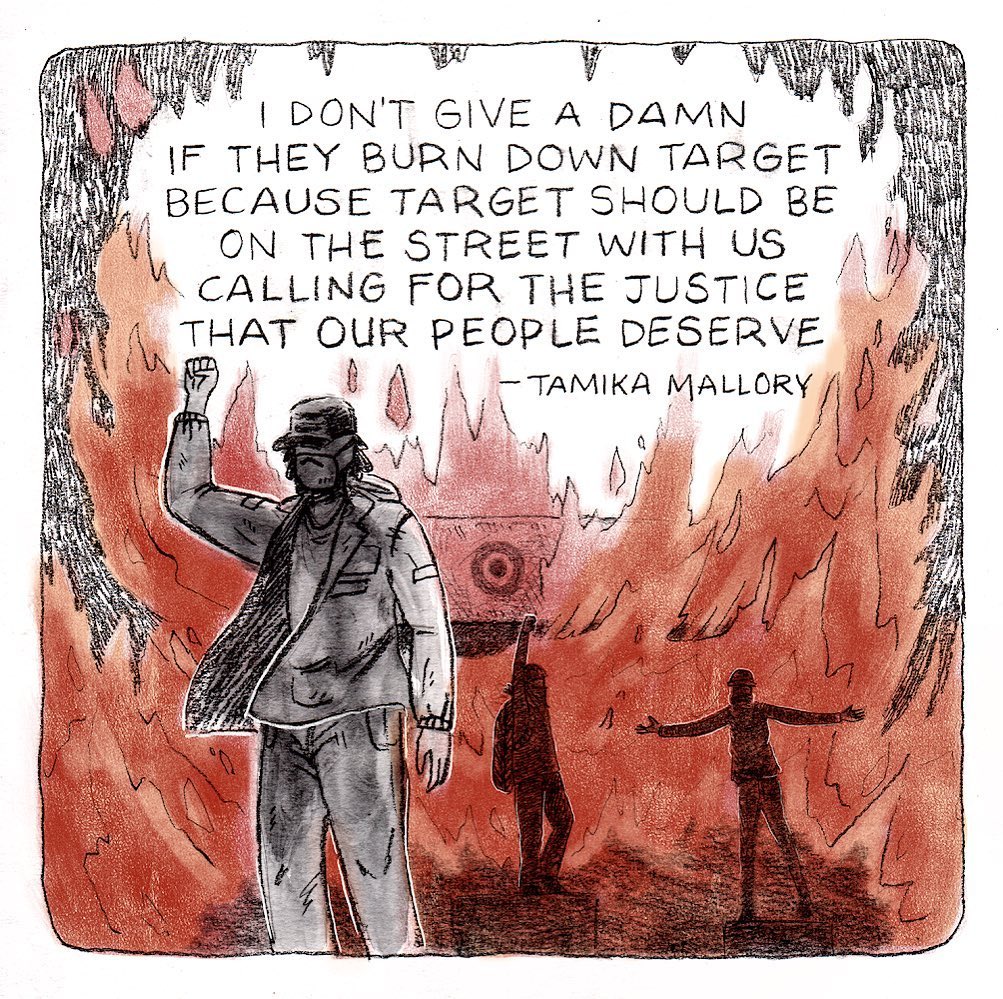 I DON'T GIVE A DAMN
IF THEY BURN DOWN TARGET
BECAUSE TARGET SHOULD BE
ON THE STREET WITH US
CALLING FOR THE JUSTICE
THAT OUR PEOPLE DESERVE
—TAMIKA MALLORY